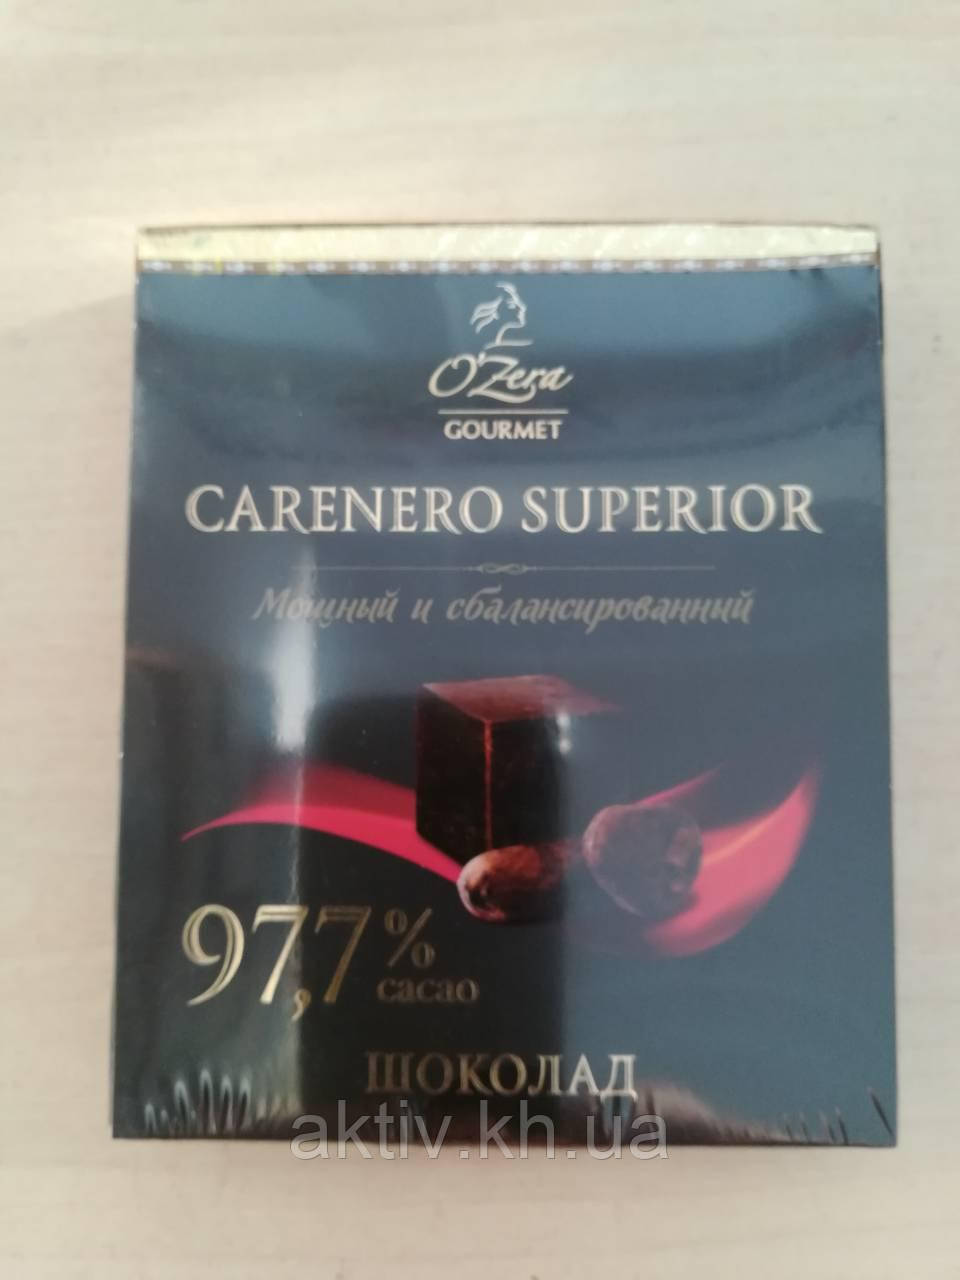 O'Zera
GOURMET
CARENERO SUPERIOR
Мощный и сбалансированный
97,7%
cacao
ШОКОЛАД
aktiv.kh.ua